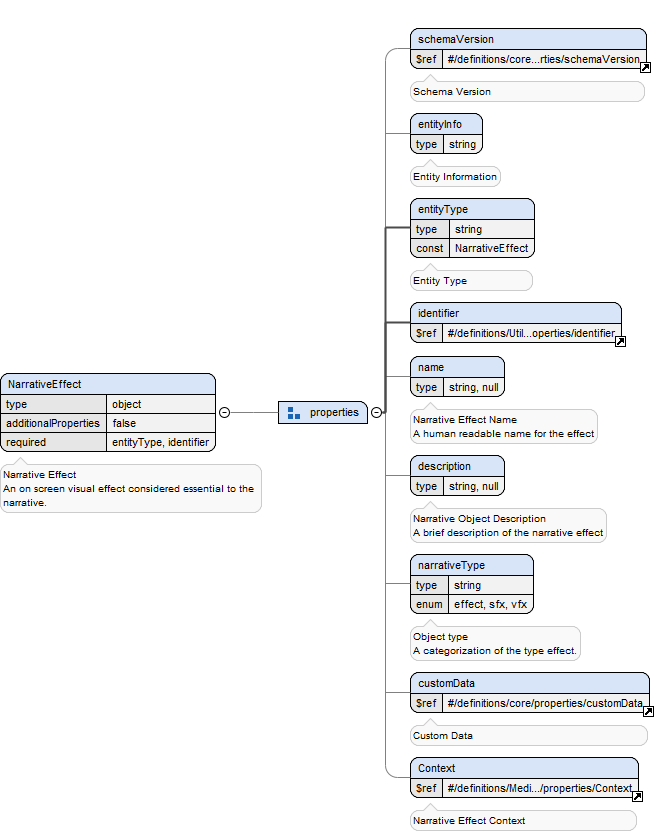 schemaVersion
$ref #/definitions/core...rties/schemaVersion
Schema Version
entityInfo
type string
Entity Information
entityType
type string
const NarrativeEffect
Entity Type
identifier
$ref #/definitions/Util...operties/identifier
name
type string, null
Narrative Effect Name
A human readable name for the effect
NarrativeEffect
type object
additionalProperties false
required entityType, identifier
Narrative Effect
An on screen visual effect considered essential to the
narrative.
properties
description
type string, null
Narrative Object Description
A brief description of the narrative effect
narrativeType
type string
enum effect, sfx, vfx
Object type
A categorization of the type effect.
customData
$ref #/definitions/core/properties/customData
Custom Data
Context
$ref #/definitions/Medi.../properties/Context
Narrative Effect Context